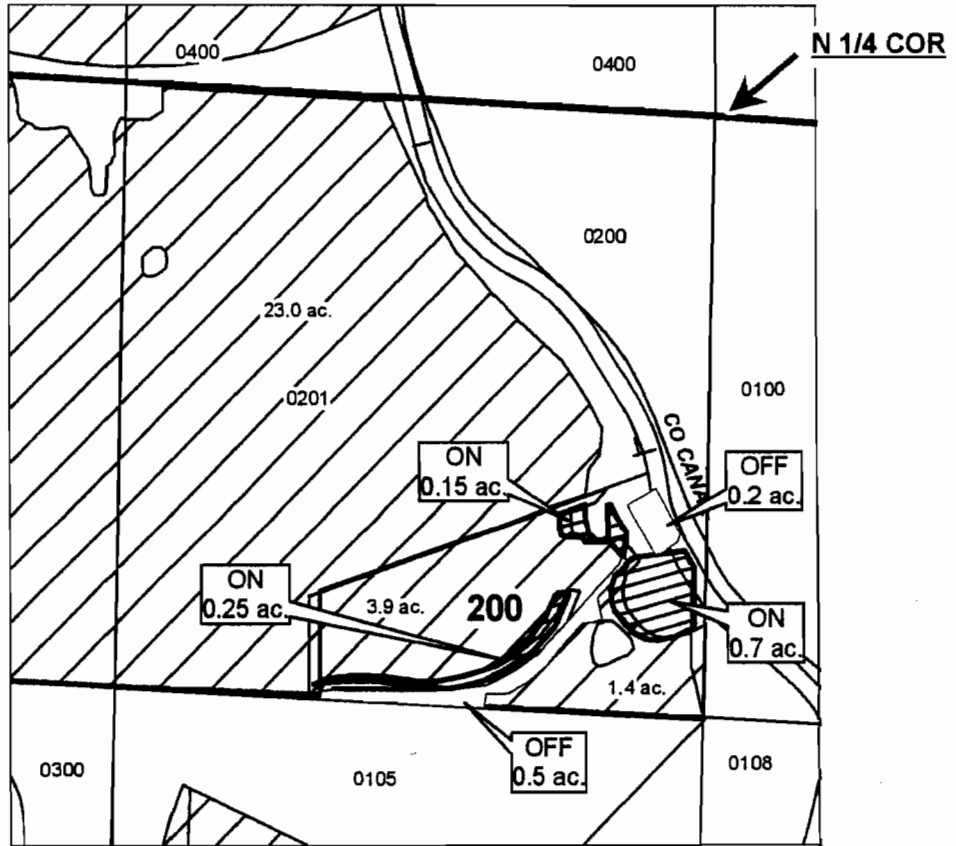 N 1/4 COR
0400
0400
0200
23.0 ac.
0201
0100
CO CANA
ON
0.15 ac.
OFF
0.2 ac.
ON
0.25 ac.
3.9 ac.
200
ON
0.7 ac.
1.4 ac.
OFF
0.5 ac.
0300
0105
0108